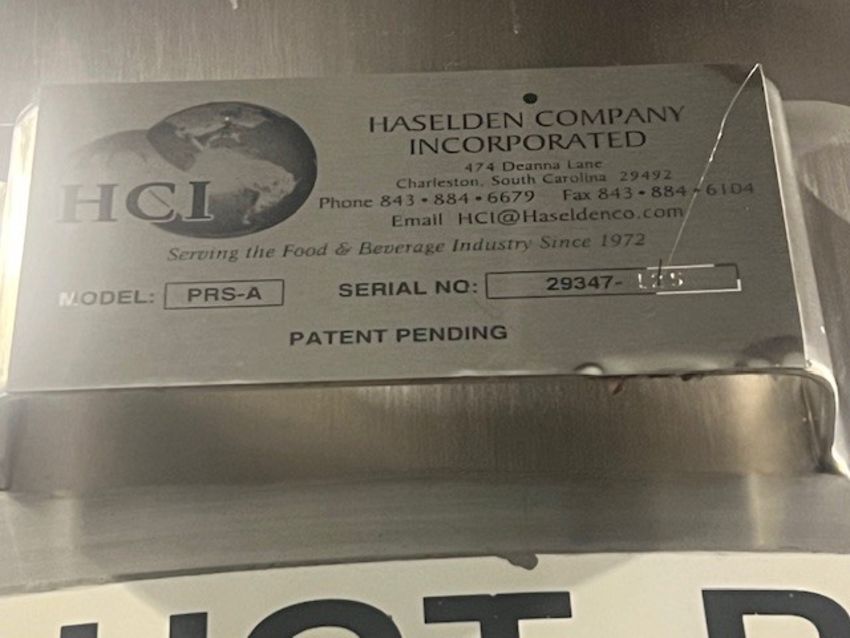 HCI
HASELDEN COMPANY
INCORPORATED
474 Deanna Lane
Charleston, South Carolina 29492
Phone 843•884•6679 Fax 843•884•6104
Email HCI@Haseldenco.com
Serving the Food & Beverage Industry Since 1972
MODEL: PRS-A SERIAL NO: 29347-
PATENT PENDING